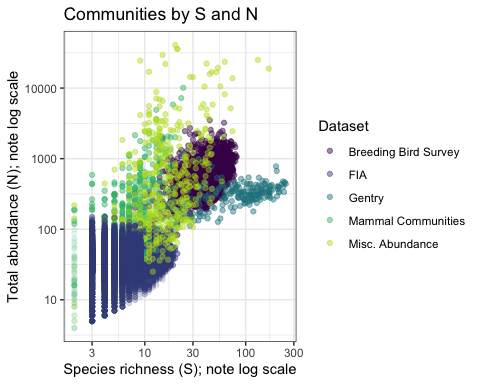 Communities by S and N
Total abundance (N); note log scale
10000
1000
100
10
3
10
30
100
300
Species richness (S); note log scale
Dataset
Breeding Bird Survey
FIA
Gentry
Mammal Communities
Misc. Abundance